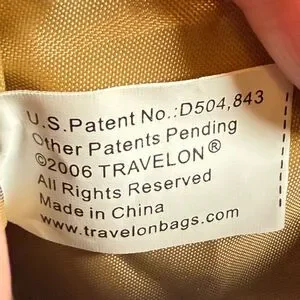 U.S.Patent No.:D504,843
Other Patents Pending
©2006 TRAVELON®
All Rights Reserved
Made in China
www.travelonbags.com